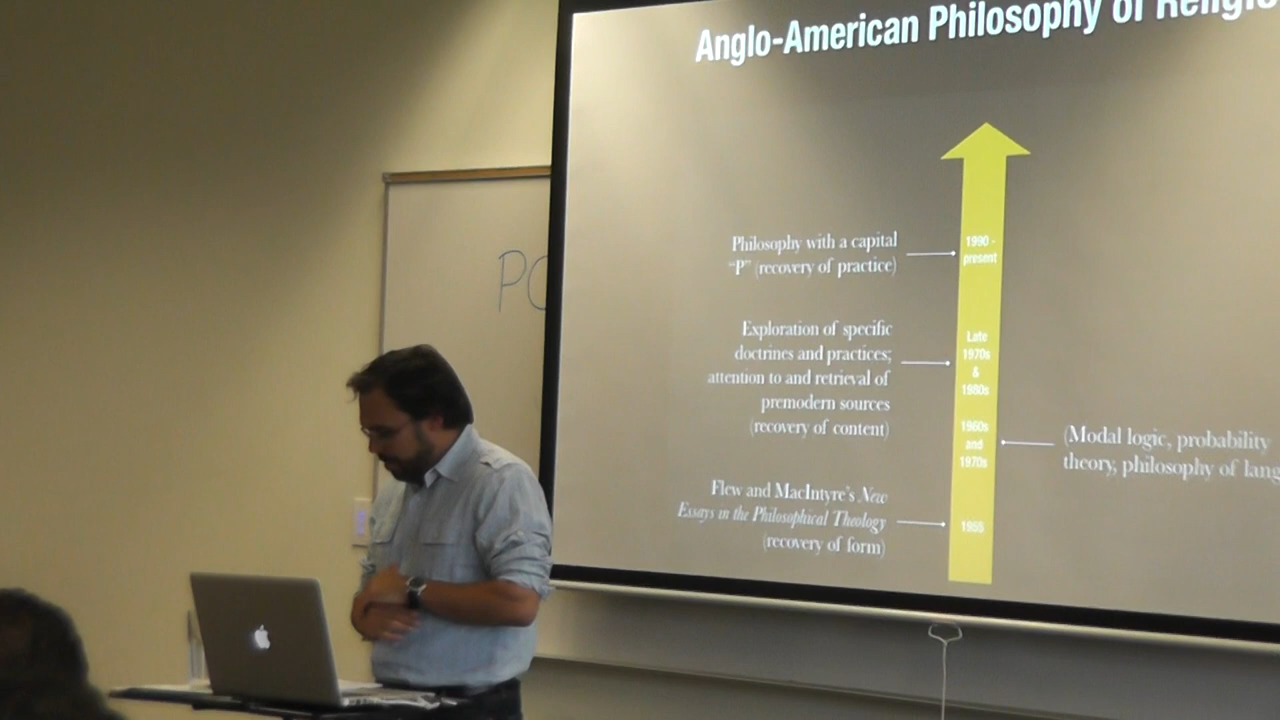 Anglo-American Philosophy of Religio
Philosophy with a capital
"P" (recovery of practice)
1990 -
present
Exploration of specific
doctrines and practices;
attention to and retrieval of
premodern sources
(recovery of content)
Late
1970s
&
1980s
1960s
and
1970s
(Modal logic, probability
theory, philosophy of lang
Flew and MacIntyre's New
Essays in the Philosophical Theology
(recovery of form)
1955
PO